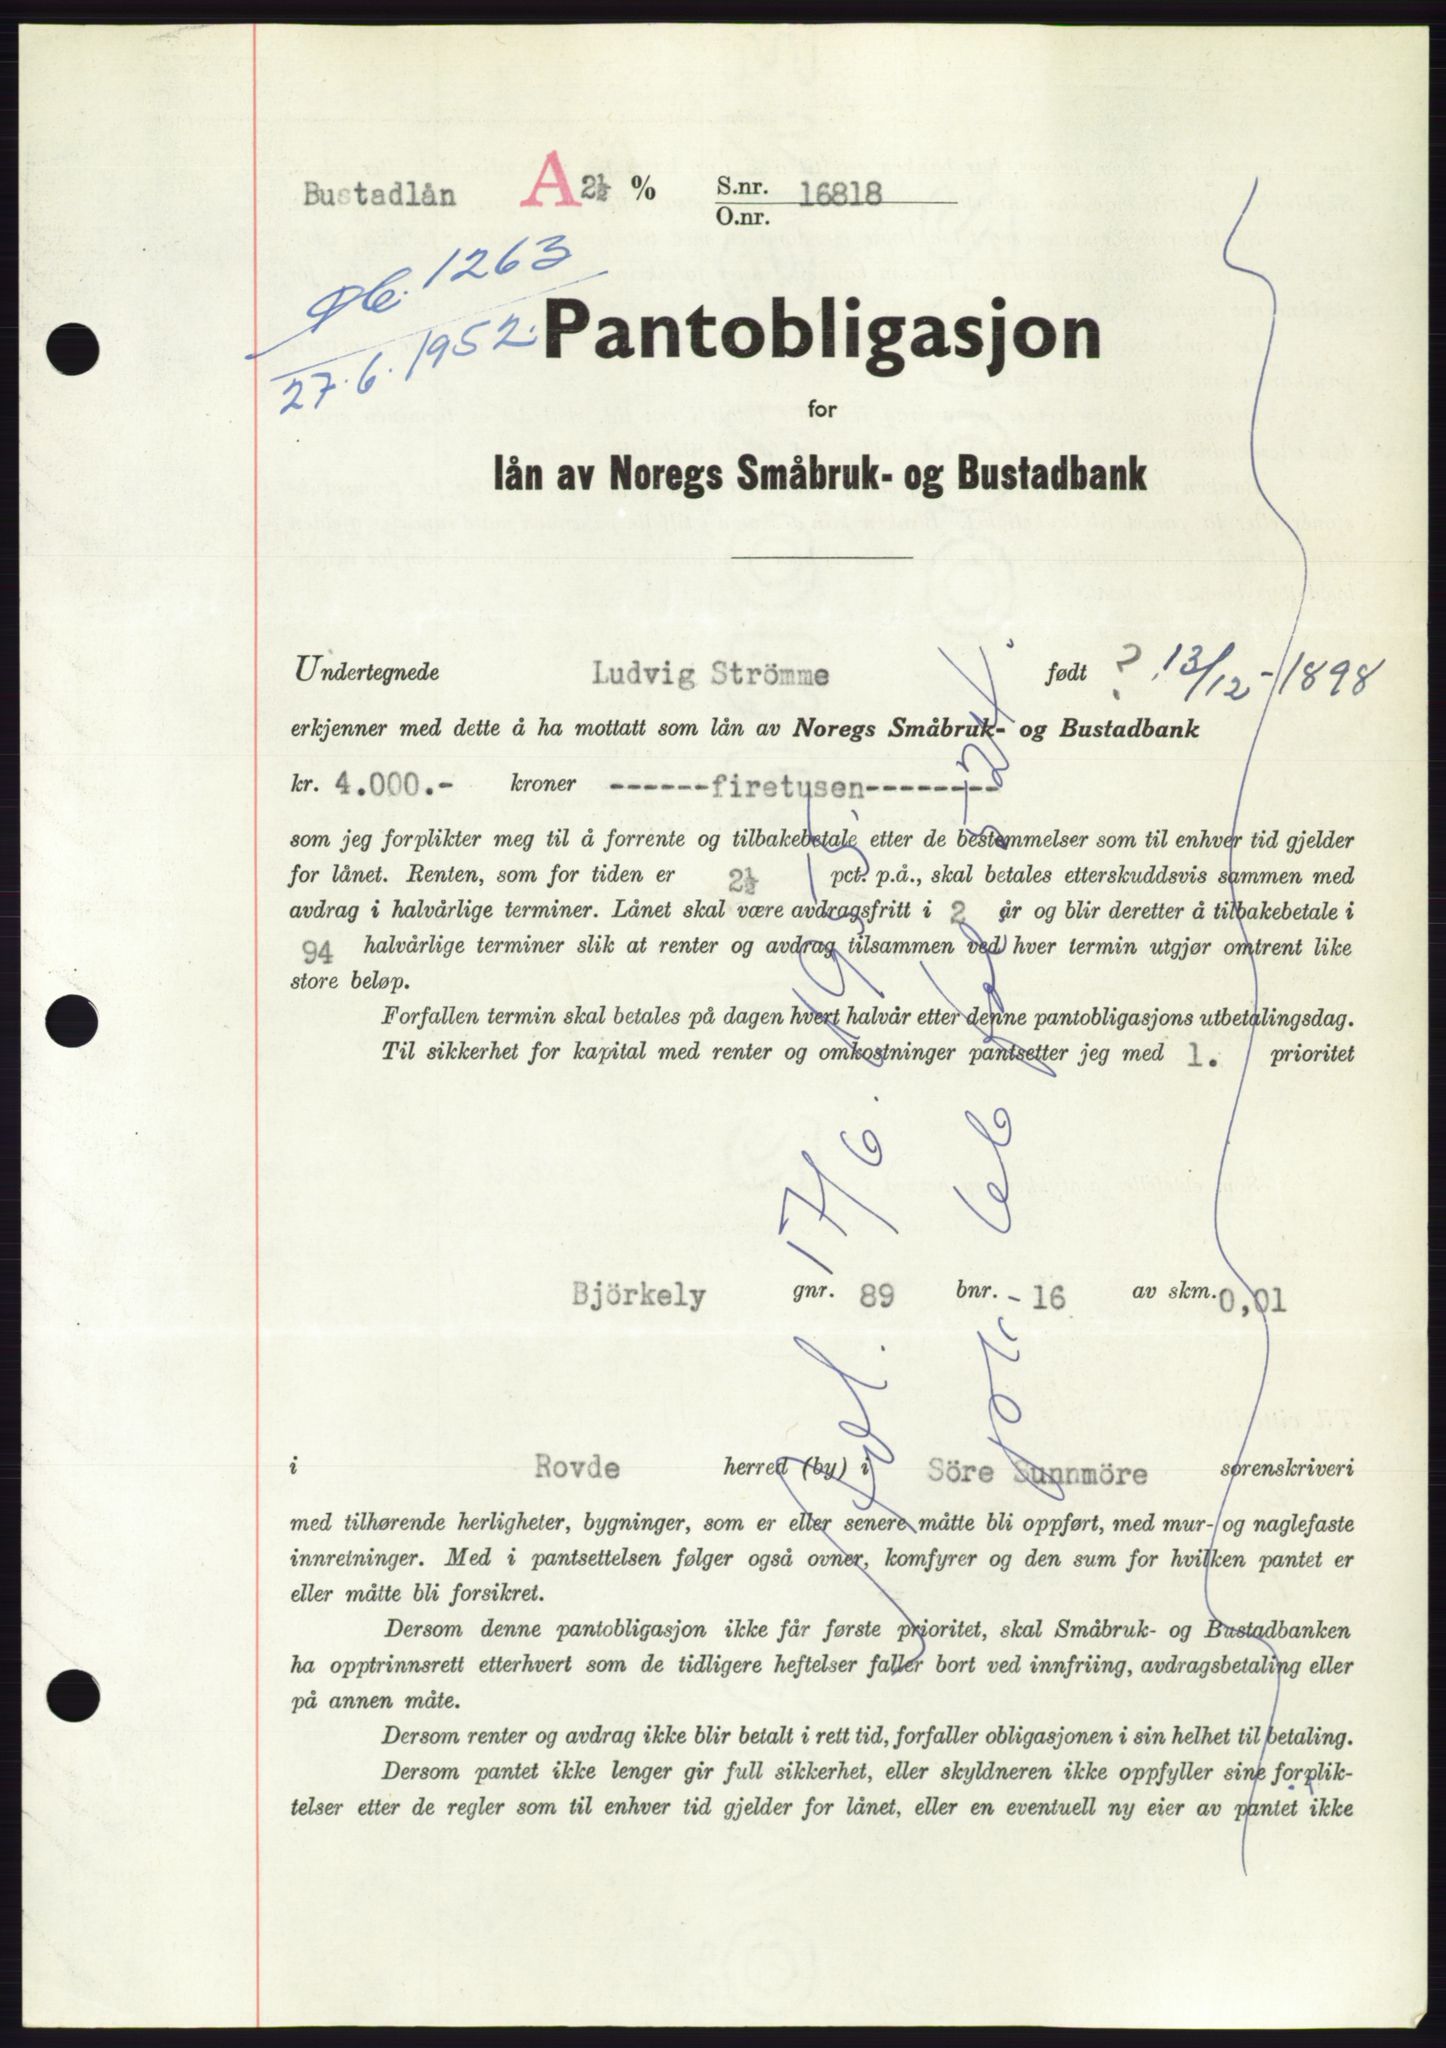 Bustadlån A 2½ % S.nr. 16818
O.nr.
1263
27.6.1952.
Pantobligasjon
for
lån av Noregs Småbruk- og Bustadbank
Undertegnede Ludvig Strömme født ? 13/12-1898
erkjenner med dette å ha mottatt som lån av Noregs Småbruk- og Bustadbank
kr. 4.000.- kroner ------firetusen--------
som jeg forplikter meg til å forrente og tilbakebetale etter de bestemmelser som til enhver tid gjelder
for lånet. Renten, som for tiden er 2½ pct. p.å., skal betales etterskuddsvis sammen med
avdrag i halvårlige terminer. Lånet skal være avdragsfritt i 2 år og blir deretter å tilbakebetale i
94 halvårlige terminer slik at renter og avdrag tilsammen ved hver termin utgjør omtrent like
store beløp.
Forfallen termin skal betales på dagen hvert halvår etter denne pantobligasjons utbetalingsdag.
Til sikkerhet for kapital med renter og omkostninger pantsetter jeg med 1. prioritet
Björkely gnr. 89 bnr. - 16 av skm. 0,01
i Rovde herred (by) i Söre Sunnmöre sorenskriveri
med tilhørende herligheter, bygninger, som er eller senere måtte bli oppført, med mur- og naglefaste
innretninger. Med i pantsettelsen følger også ovner, komfyrer og den sum for hvilken pantet er
eller måtte bli forsikret.
Dersom denne pantobligasjon ikke får første prioritet, skal Småbruk- og Bustadbanken
ha opptrinnsrett etterhvert som de tidligere heftelser faller bort ved innfriing, avdragsbetaling eller
på annen måte.
Dersom renter og avdrag ikke blir betalt i rett tid, forfaller obligasjonen i sin helhet til betaling.
Dersom pantet ikke lenger gir full sikkerhet, eller skyldneren ikke oppfyller sine forplik-
telser etter de regler som til enhver tid gjelder for lånet, eller en eventuell ny eier av pantet ikke